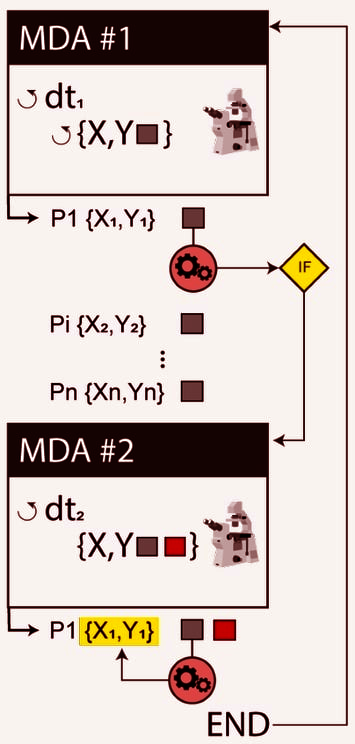 MDA #1
dt₁
{X,Y }
P1 {X₁,Y₁}
IF
Pi {X₂,Y₂}
⋮
Pn {Xn,Yn}
MDA #2
dt₂
{X,Y }
P1 {X₁,Y₁}
END